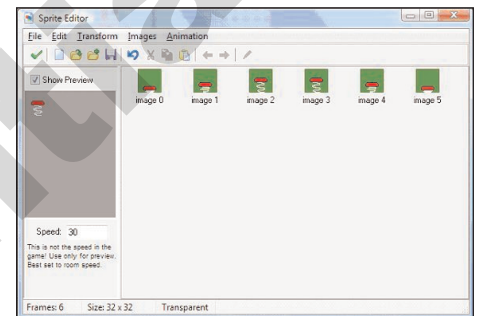 Sprite Editor
File Edit Transform Images Animation
Show Preview
image 0 image 1 image 2 image 3 image 4 image 5
Speed: 30
This is not the speed in the
game! Use only for preview.
Best set to room speed.
Frames: 6 Size: 32 x 32 Transparent